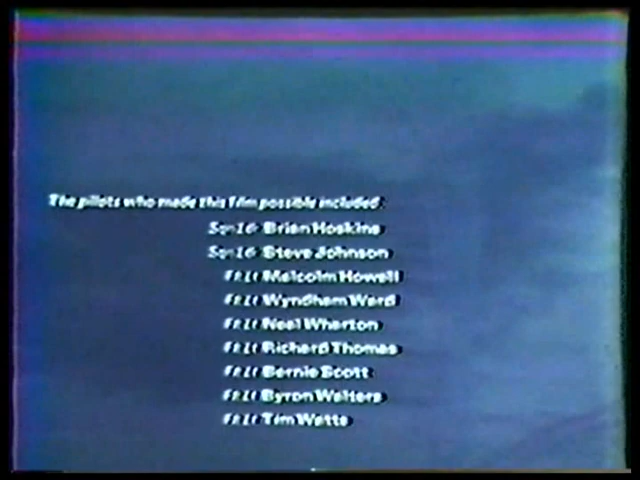 The pilots who made this film possible included
Sqn Ldr Brian Hoskins
Sqn Ldr Steve Johnson
Flt Lt Malcolm Howell
Flt Lt Wyndham Ward
Flt Lt Neal Wharton
Flt Lt Richard Thomas
Flt Lt Bernie Scott
Flt Lt Byron Walters
Flt Lt Tim Watts